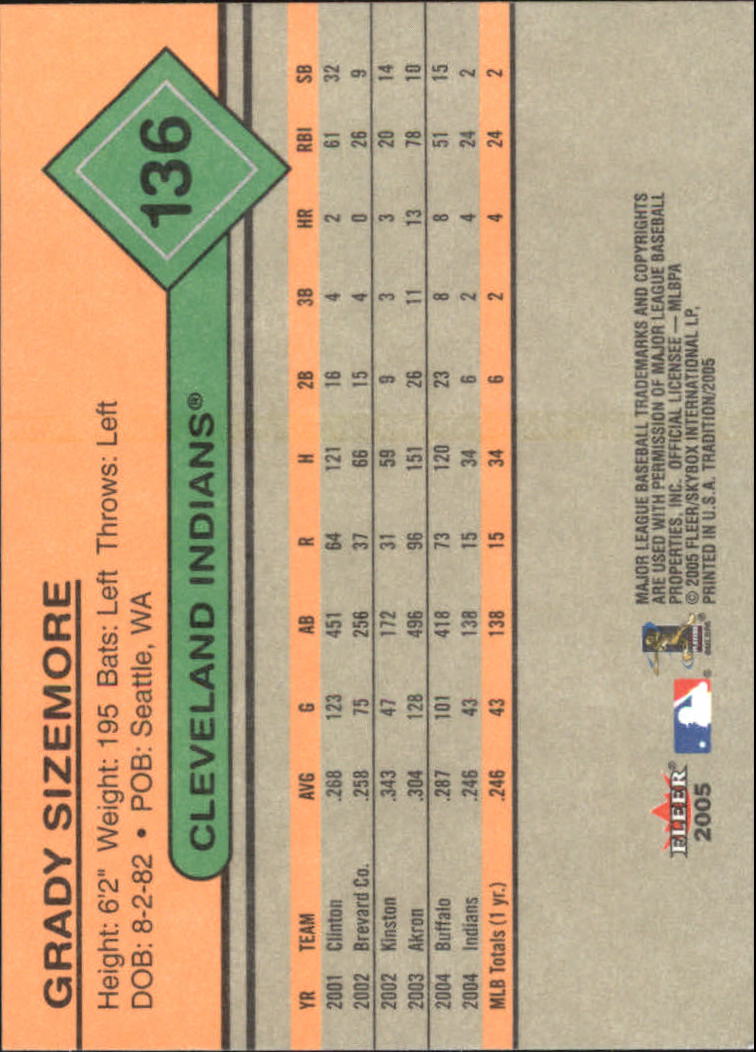 GRADY SIZEMORE
Height: 6'2" Weight: 195 Bats: Left Throws: Left
DOB: 8-2-82 • POB: Seattle, WA
136
CLEVELAND INDIANS®
YR TEAM AVG G AB R H 2B 3B HR RBI SB
2001 Clinton .268 123 451 64 121 16 4 2 61 32
2002 Brevard Co. .258 75 256 37 66 15 4 0 26 9
2002 Kinston .343 47 172 31 59 9 3 3 20 14
2003 Akron .304 128 496 96 151 26 11 13 78 10
2004 Buffalo .287 101 418 73 120 23 8 8 51 15
2004 Indians .246 43 138 15 34 6 2 4 24 2
MLB Totals (1 yr.) .246 43 138 15 34 6 2 4 24 2
FLEER®
2005
MAJOR LEAGUE BASEBALL TRADEMARKS AND COPYRIGHTS
ARE USED WITH PERMISSION OF MAJOR LEAGUE BASEBALL
PROPERTIES, INC. OFFICIAL LICENSEE — MLBPA
© 2005 FLEER/SKYBOX INTERNATIONAL LP,
PRINTED IN U.S.A. TRADITION/2005